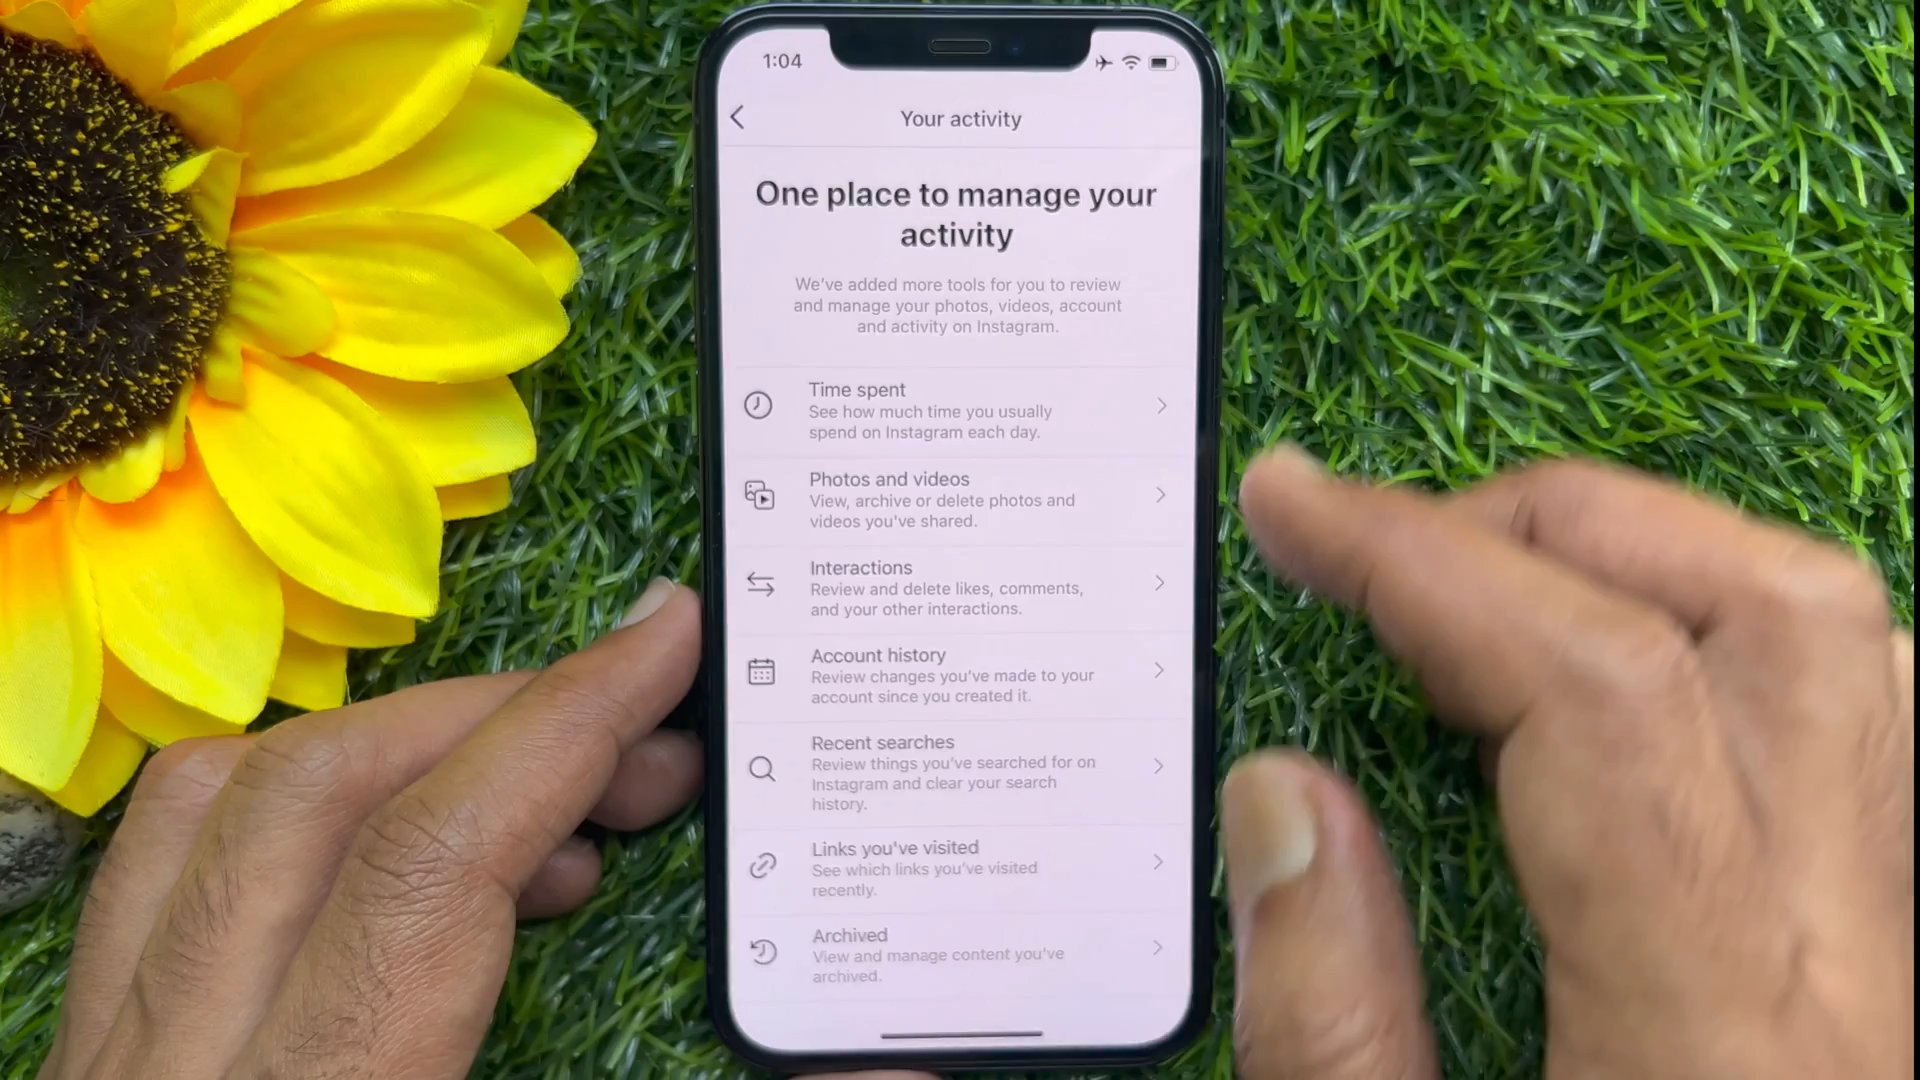 1:04
Your activity
One place to manage your
activity
We've added more tools for you to review
and manage your photos, videos, account
and activity on Instagram.
Time spent
See how much time you usually
spend on Instagram each day.
Photos and videos
View, archive or delete photos and
videos you've shared.
Interactions
Review and delete likes, comments,
and your other interactions.
Account history
Review changes you've made to your
account since you created it.
Recent searches
Review things you've searched for on
Instagram and clear your search
history.
Links you've visited
See which links you've visited
recently.
Archived
View and manage content you've
archived.